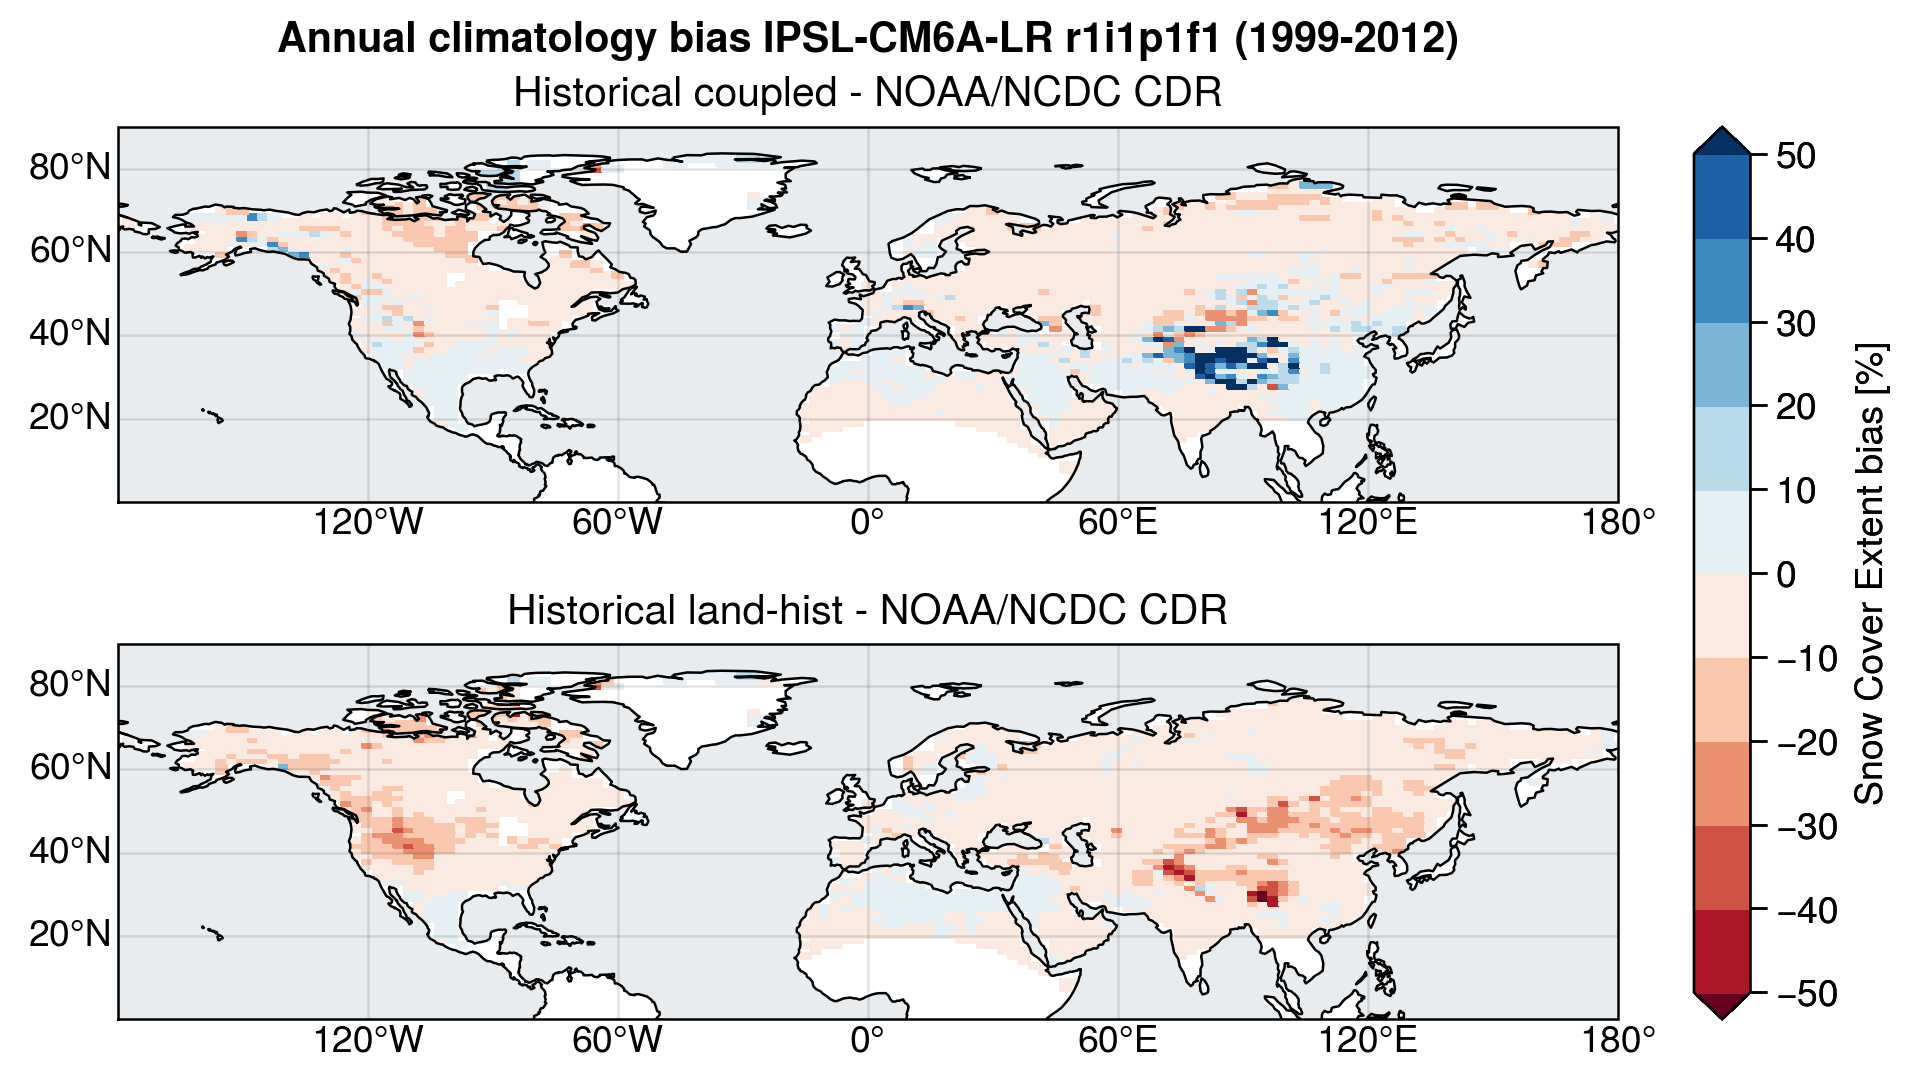 Annual climatology bias IPSL-CM6A-LR r1i1p1f1 (1999-2012)
Historical coupled - NOAA/NCDC CDR
80°N
60°N
40°N
20°N
120°W 60°W 0° 60°E 120°E 180°
Historical land-hist - NOAA/NCDC CDR
80°N
60°N
40°N
20°N
120°W 60°W 0° 60°E 120°E 180°
50
40
30
20
10
0
−10
−20
−30
−40
−50
Snow Cover Extent bias [%]